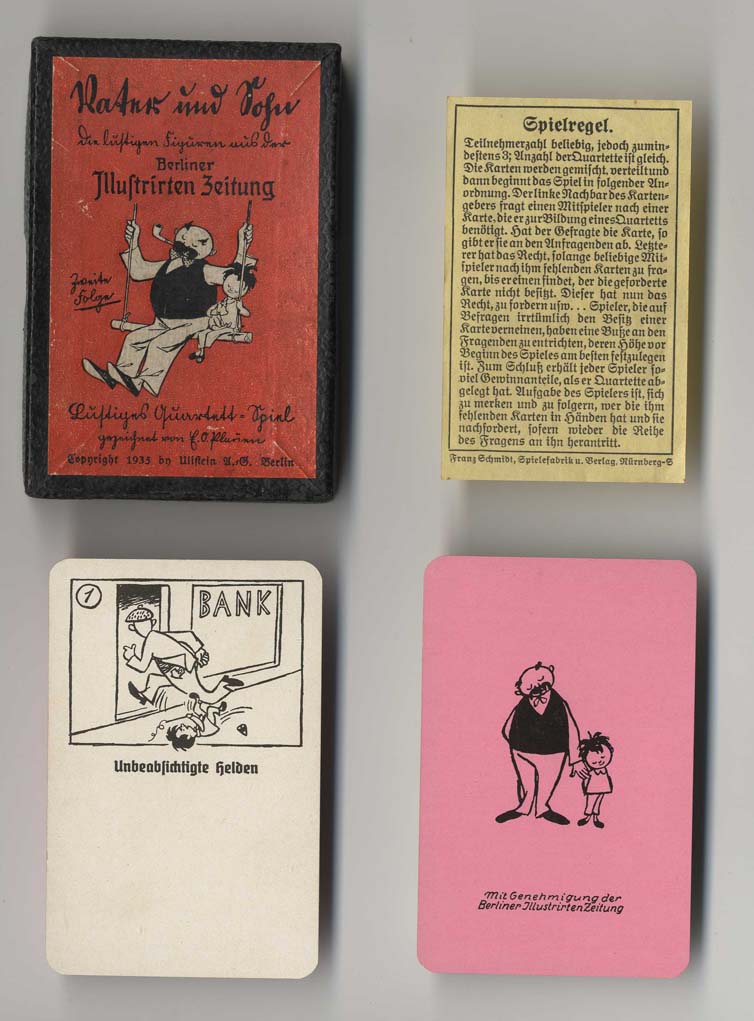 Vater und Sohn
die lustigen Figuren aus der
Berliner
Illustrirten Zeitung
Zweite
Folge
Lustiges Quartett-Spiel
gezeichnet von E.O.Plauen
Copyright 1935 by Ullstein A.-G. Berlin
Spielregel.
Teilnehmerzahl beliebig, jedoch zumin-
destens 3; Anzahl der Quartette ist gleich.
Die Karten werden gemischt, verteilt und
dann beginnt das Spiel in folgender An-
ordnung. Der linke Nachbar des Karten-
gebers fragt einen Mitspieler nach einer
Karte, die er zur Bildung eines Quartetts
benötigt. Hat der Gefragte die Karte, so
gibt er sie an den Anfragenden ab. Letzte-
rer hat das Recht, solange beliebige Mit-
spieler nach ihm fehlenden Karten zu fra-
gen, bis er einen findet, der die geforderte
Karte nicht besitzt. Dieser hat nun das
Recht, zu fordern usw... Spieler, die auf
Befragen irrtümlich den Besitz einer
Karte verneinen, haben eine Buße an den
Fragenden zu entrichten, deren Höhe vor
Beginn des Spieles am besten festzulegen
ist. Zum Schluß erhält jeder Spieler so-
viel Gewinnanteile, als er Quartette ab-
gelegt hat. Aufgabe des Spielers ist, sich
zu merken und zu folgern, wer die ihm
fehlenden Karten in Händen hat und sie
nachfordert, sofern wieder die Reihe
des Fragens an ihn herantritt.
Franz Schmidt, Spielefabrik u. Verlag, Nürnberg-S
1
BANK
Unbeabsichtigte Helden
Mit Genehmigung der
Berliner Illustrirten Zeitung